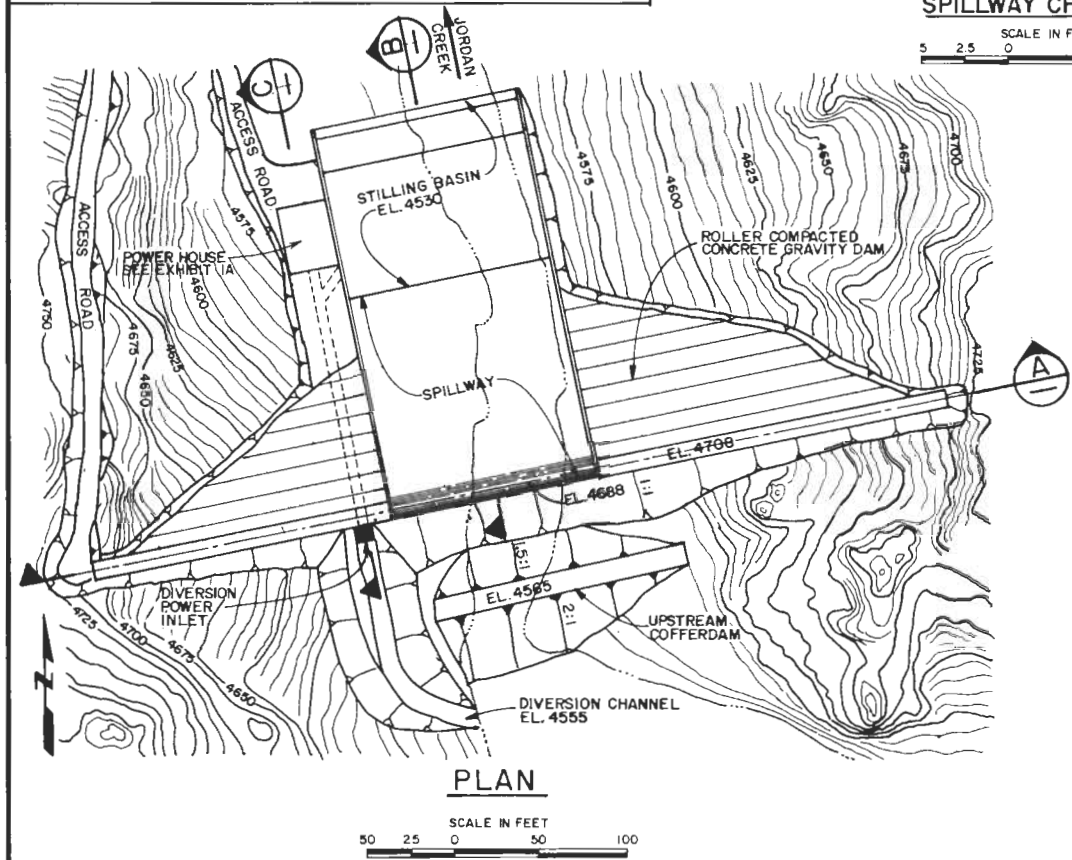 SPILLWAY
SCALE IN
5 2.5 0
JORDAN
CREEK
B
C
ACCESS ROAD
STILLING BASIN
EL. 4530
4575
4600
4625
4650
4675
4700
ACCESS
ROAD
4575
POWER HOUSE
SEE EXHIBIT 1A
4600
4750
4675
4625
4650
ROLLER COMPACTED
CONCRETE GRAVITY DAM
4725
A
SPILLWAY
EL. 4708
EL. 4688
1:1
1.5:1
DIVISION
POWER
INLET
EL. 4565
2:1
UPSTREAM
COFFERDAM
4725
4700
4675
4650
N
DIVERSION CHANNEL
EL. 4555
PLAN
SCALE IN FEET
50 25 0 50 100